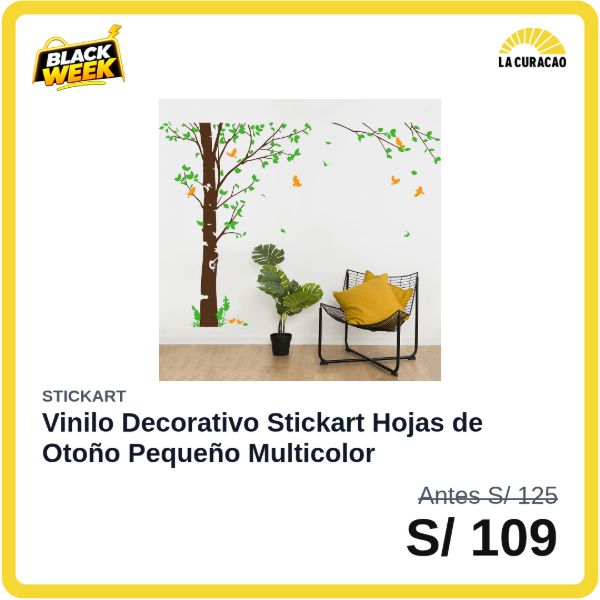 BLACK
WEEK
LA CURACAO
STICKART
Vinilo Decorativo Stickart Hojas de
Otoño Pequeño Multicolor
Antes S/ 125
S/ 109